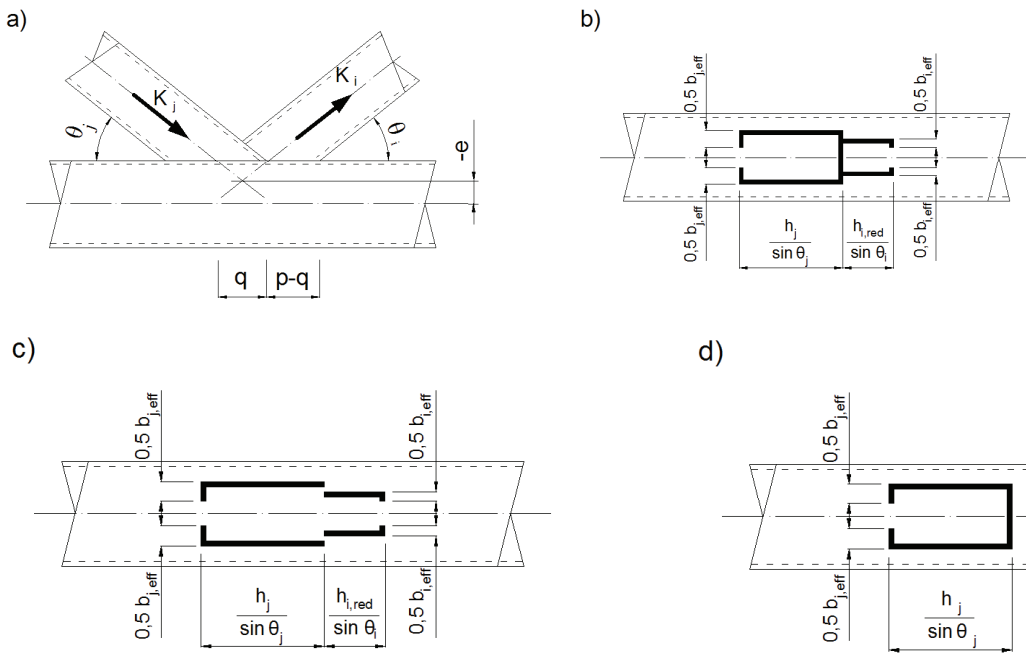 a)
K j
K i
θ j
θ i
-e
q
p-q
b)
0,5 b j,eff
0,5 b i,eff
0,5 b j,eff
0,5 b i,eff
h j
sin θ j
h i,red
sin θ i
c)
0,5 b j,eff
0,5 b i,eff
0,5 b j,eff
0,5 b i,eff
h j
sin θ j
h i,red
sin θ i
d)
0,5 b j,eff
0,5 b j,eff
h j
sin θ j